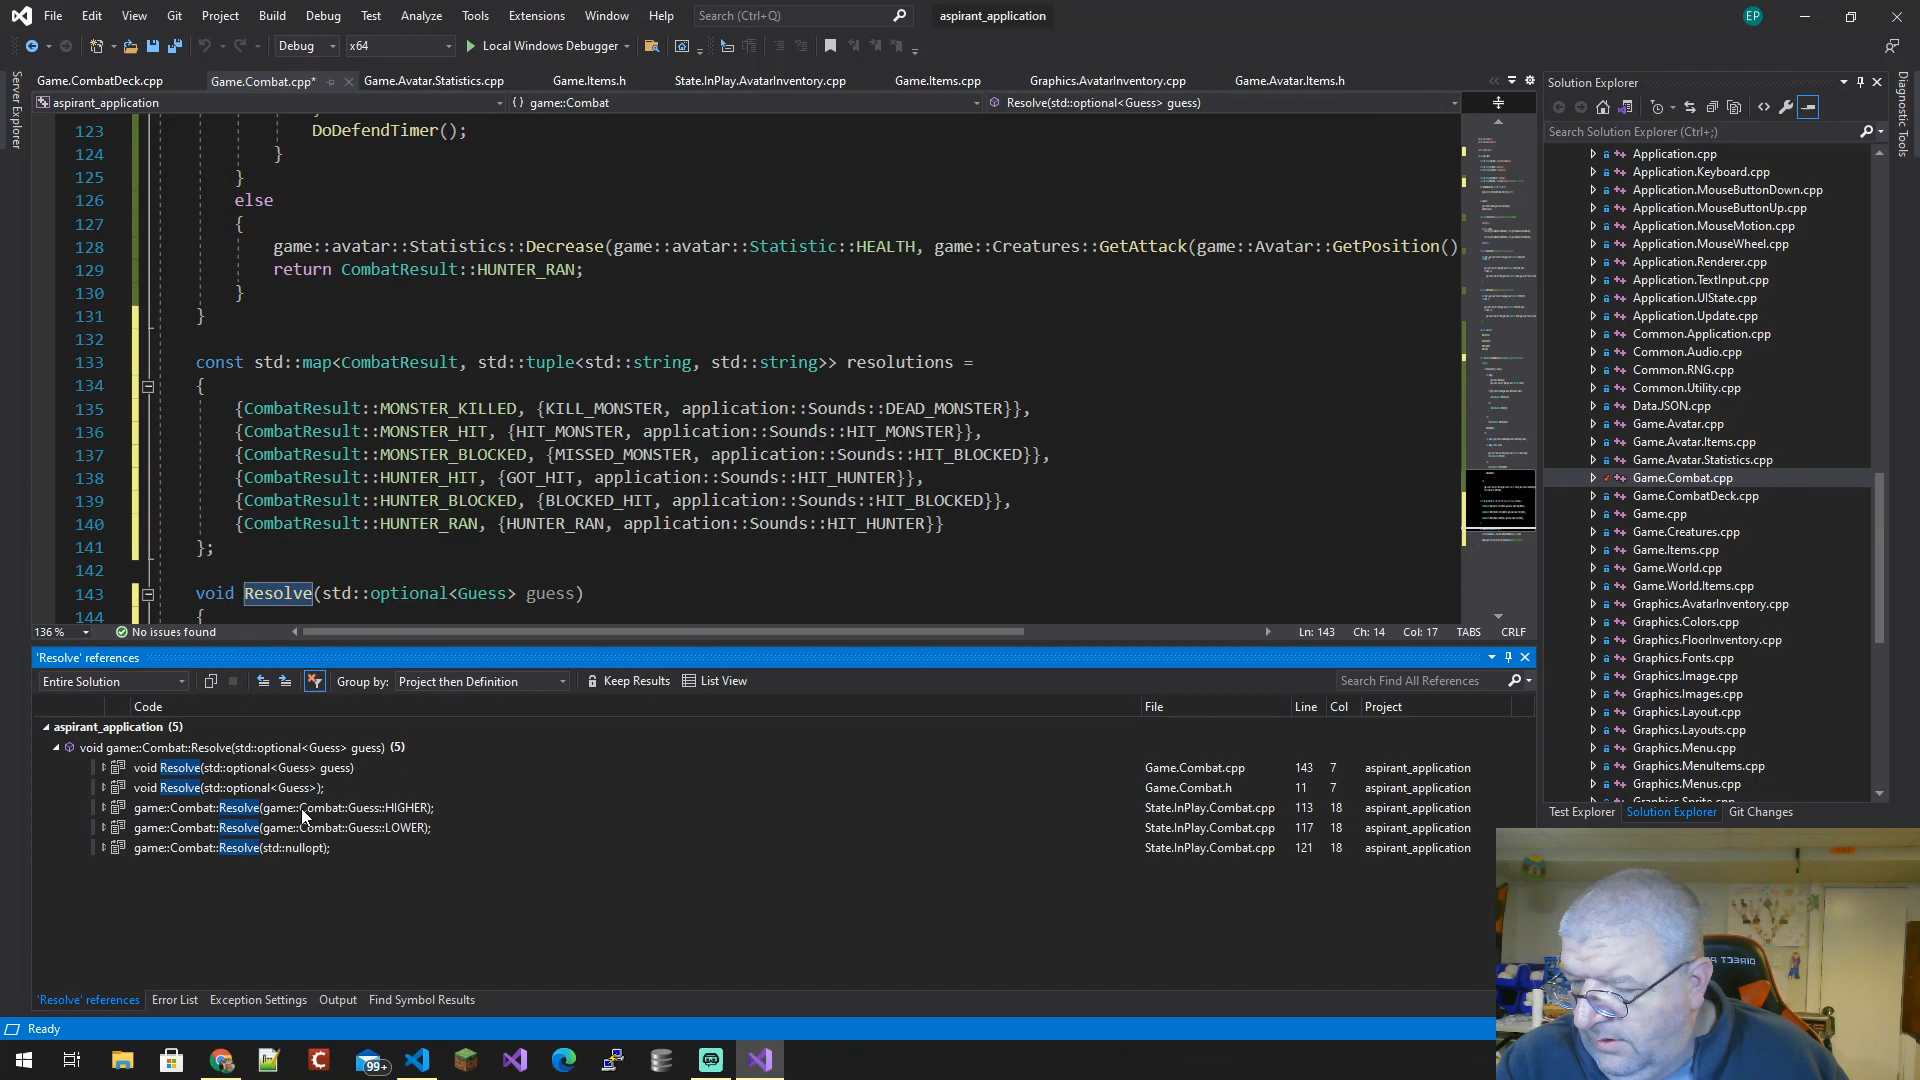 File Edit View Git Project Build Debug Test Analyze Tools Extensions Window Help Search (Ctrl+Q) aspirant_application EP
Debug x64 Local Windows Debugger
Game.CombatDeck.cpp Game.Combat.cpp* Game.Avatar.Statistics.cpp Game.Items.h State.InPlay.AvatarInventory.cpp Game.Items.cpp Graphics.AvatarInventory.cpp Game.Avatar.Items.h
aspirant_application {} game::Combat Resolve(std::optional<Guess> guess)
Server Explorer
123 DoDefendTimer();
124 }
125 }
126 else
127 {
128 game::avatar::Statistics::Decrease(game::avatar::Statistic::HEALTH, game::Creatures::GetAttack(game::Avatar::GetPosition()
129 return CombatResult::HUNTER_RAN;
130 }
131 }
132
133 const std::map<CombatResult, std::tuple<std::string, std::string>> resolutions =
134 {
135 {CombatResult::MONSTER_KILLED, {KILL_MONSTER, application::Sounds::DEAD_MONSTER}},
136 {CombatResult::MONSTER_HIT, {HIT_MONSTER, application::Sounds::HIT_MONSTER}},
137 {CombatResult::MONSTER_BLOCKED, {MISSED_MONSTER, application::Sounds::HIT_BLOCKED}},
138 {CombatResult::HUNTER_HIT, {GOT_HIT, application::Sounds::HIT_HUNTER}},
139 {CombatResult::HUNTER_BLOCKED, {BLOCKED_HIT, application::Sounds::HIT_BLOCKED}},
140 {CombatResult::HUNTER_RAN, {HUNTER_RAN, application::Sounds::HIT_HUNTER}}
141 };
142
143 void Resolve(std::optional<Guess> guess)
144 {
136 % No issues found Ln: 143 Ch: 14 Col: 17 TABS CRLF
'Resolve' references
Entire Solution Group by: Project then Definition Keep Results List View Search Find All References
Code File Line Col Project
aspirant_application (5)
void game::Combat::Resolve(std::optional<Guess> guess) (5)
void Resolve(std::optional<Guess> guess) Game.Combat.cpp 143 7 aspirant_application
void Resolve(std::optional<Guess>); Game.Combat.h 11 7 aspirant_application
game::Combat::Resolve(game::Combat::Guess::HIGHER); State.InPlay.Combat.cpp 113 18 aspirant_application
game::Combat::Resolve(game::Combat::Guess::LOWER); State.InPlay.Combat.cpp 117 18 aspirant_application
game::Combat::Resolve(std::nullopt); State.InPlay.Combat.cpp 121 18 aspirant_application
'Resolve' references Error List Exception Settings Output Find Symbol Results
Ready
Solution Explorer
Search Solution Explorer (Ctrl+;)
Application.cpp
Application.Keyboard.cpp
Application.MouseButtonDown.cpp
Application.MouseButtonUp.cpp
Application.MouseMotion.cpp
Application.MouseWheel.cpp
Application.Renderer.cpp
Application.TextInput.cpp
Application.UIState.cpp
Application.Update.cpp
Common.Application.cpp
Common.Audio.cpp
Common.RNG.cpp
Common.Utility.cpp
Data.JSON.cpp
Game.Avatar.cpp
Game.Avatar.Items.cpp
Game.Avatar.Statistics.cpp
Game.Combat.cpp
Game.CombatDeck.cpp
Game.cpp
Game.Creatures.cpp
Game.Items.cpp
Game.World.cpp
Game.World.Items.cpp
Graphics.AvatarInventory.cpp
Graphics.Colors.cpp
Graphics.FloorInventory.cpp
Graphics.Fonts.cpp
Graphics.Image.cpp
Graphics.Images.cpp
Graphics.Layout.cpp
Graphics.Layouts.cpp
Graphics.Menu.cpp
Graphics.MenuItems.cpp
Graphics.Menus.cpp
Graphics.Sprite.cpp
Test Explorer Solution Explorer Git Changes
Diagnostic Tools
99+